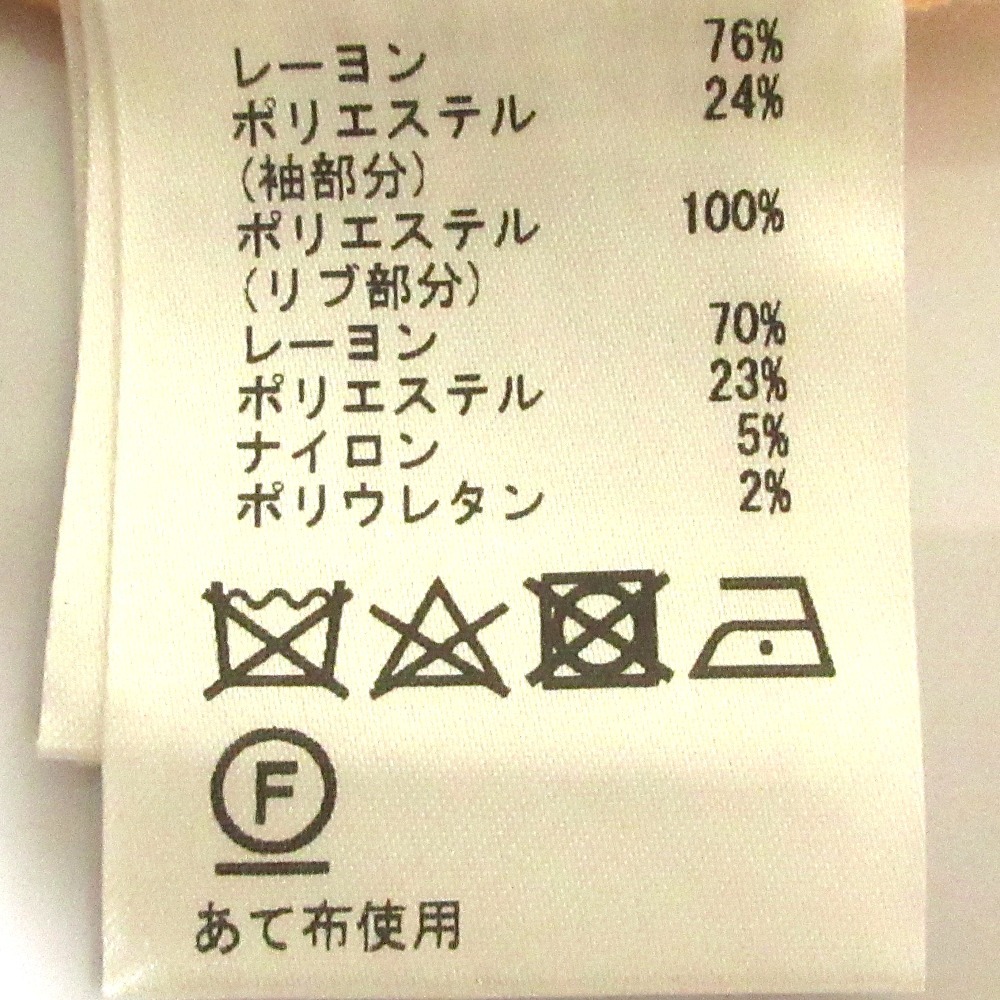 レーヨン 76%
ポリエステル 24%
(袖部分)
ポリエステル 100%
(リブ部分)
レーヨン 70%
ポリエステル 23%
ナイロン 5%
ポリウレタン 2%
F
あて布使用